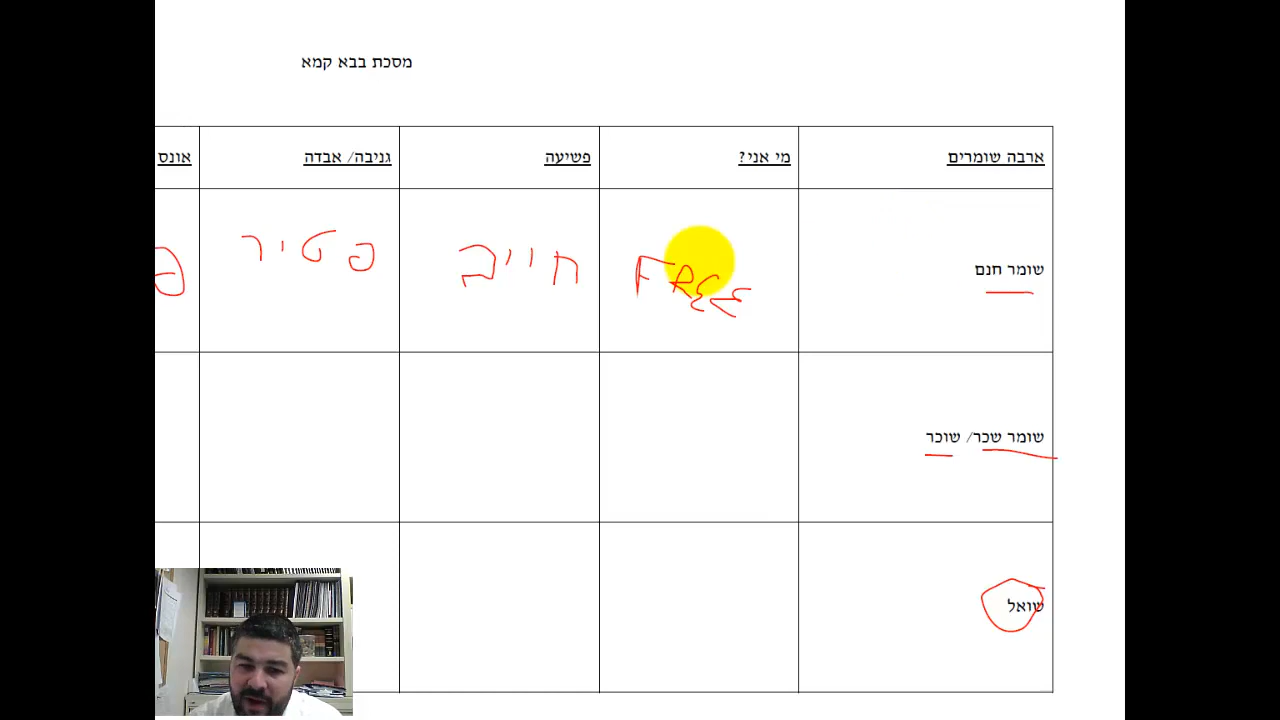 מסכת בבא קמא
ארבה שומרים מי אני? פשיעה גניבה/ אבדה אונס
שומר חנם FREE חייב פטיר פ
שומר שכר/ שוכר
שואל